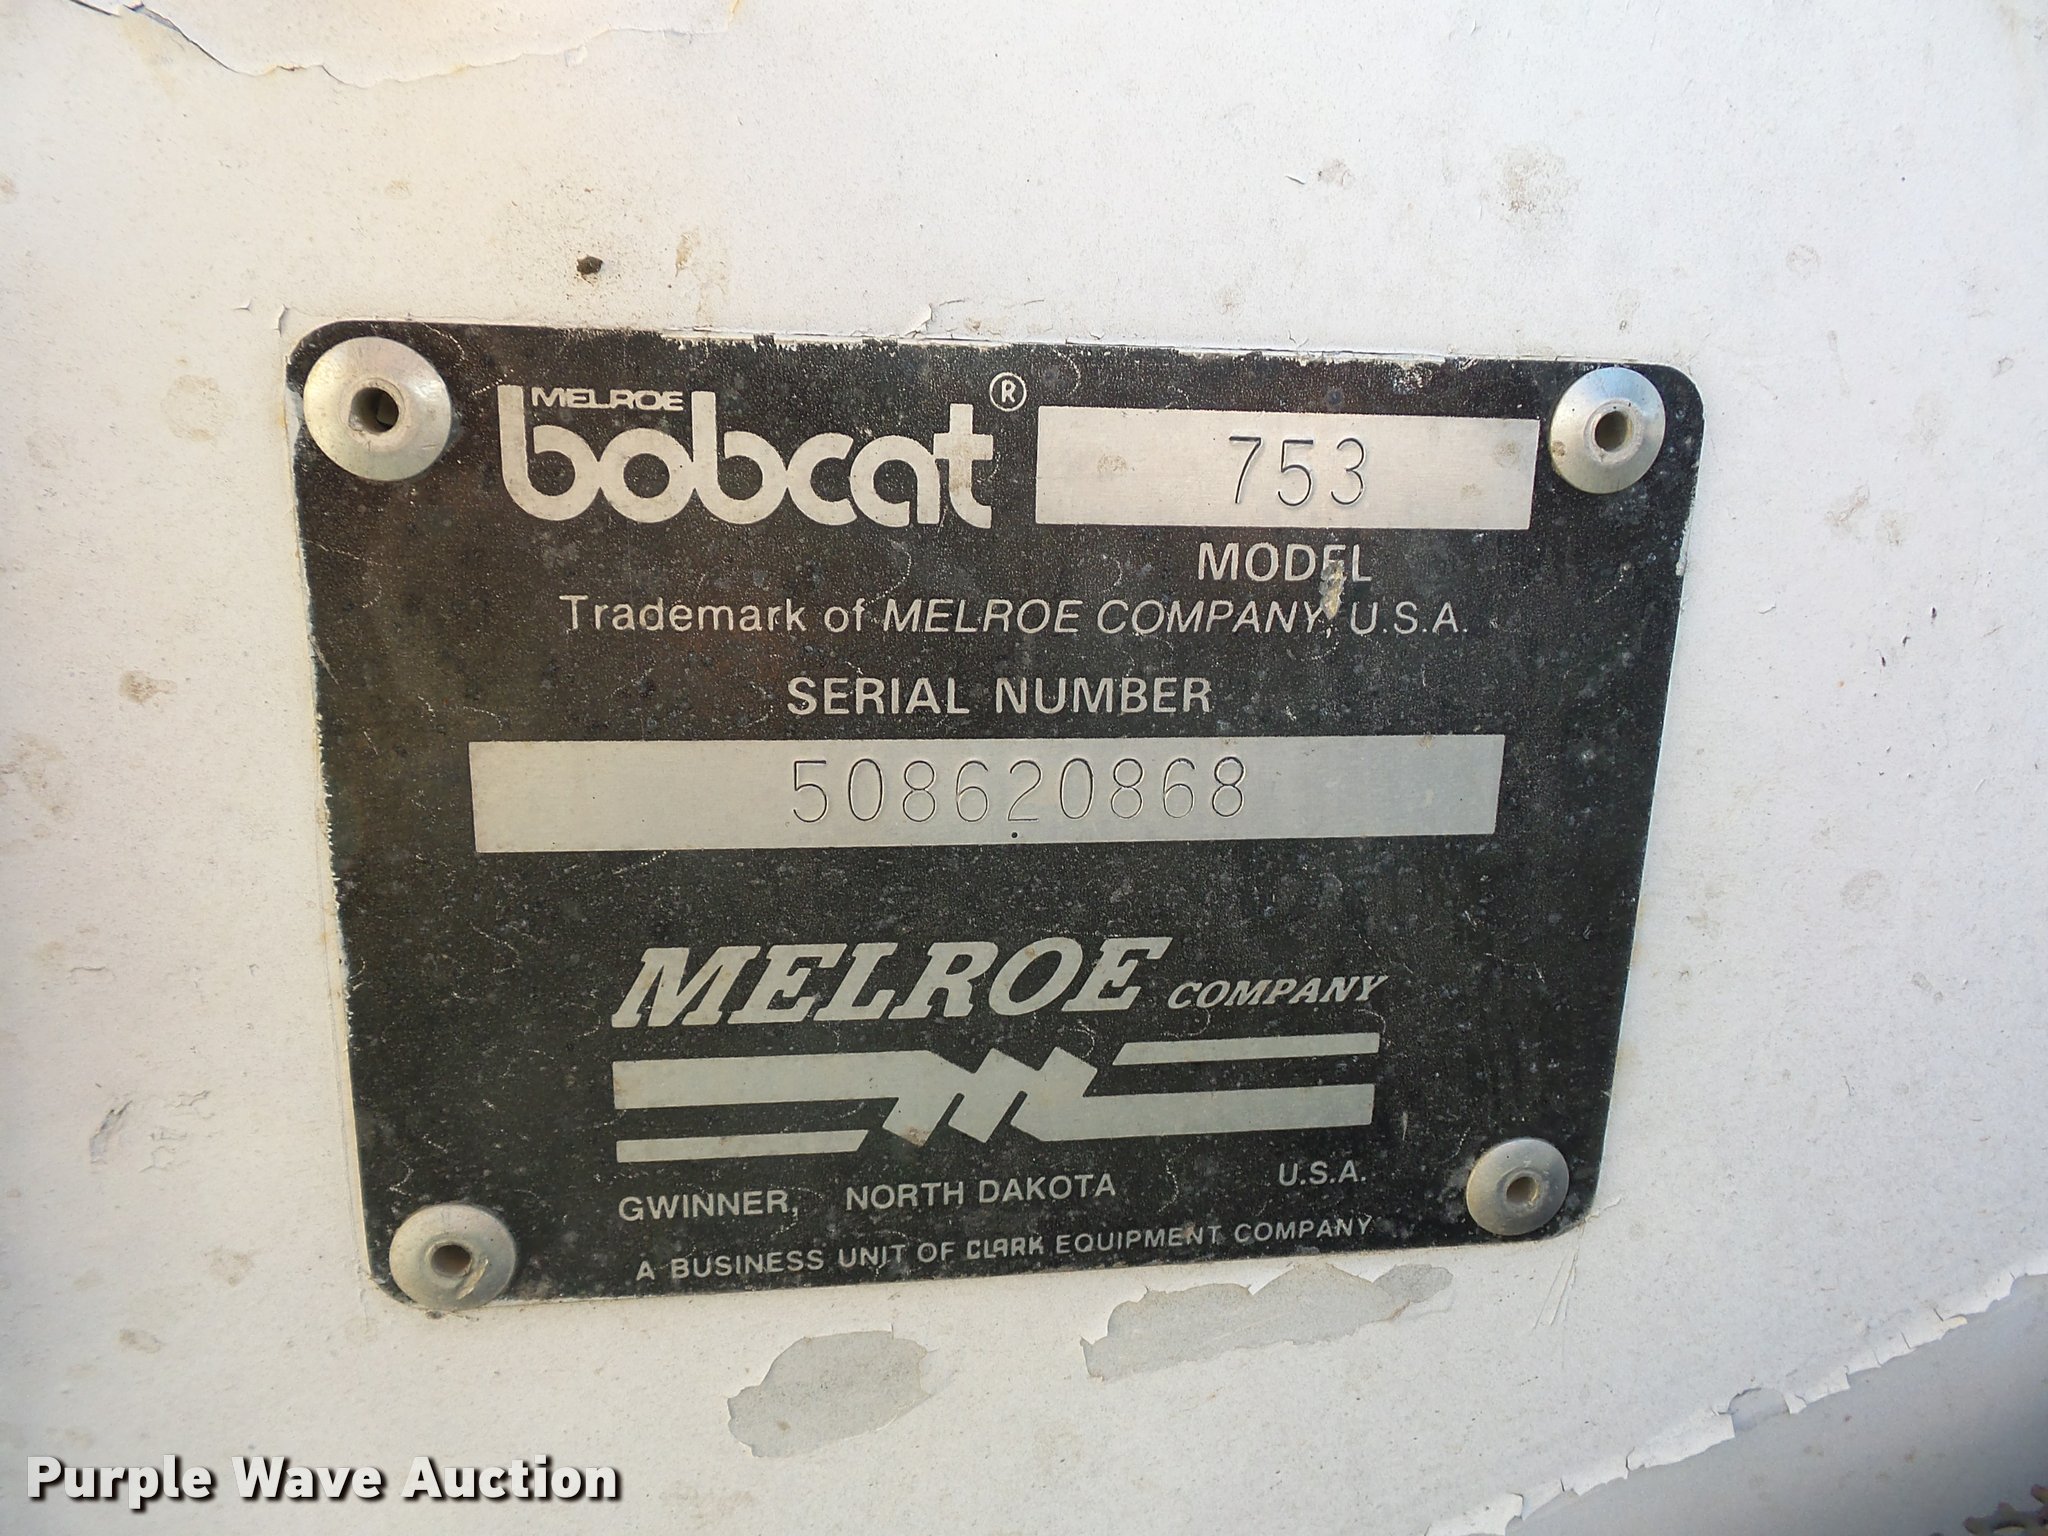 MELROE
bobcat ® 753
MODEL
Trademark of MELROE COMPANY, U.S.A.
SERIAL NUMBER
508620868
MELROE COMPANY
GWINNER, NORTH DAKOTA U.S.A.
A BUSINESS UNIT OF CLARK EQUIPMENT COMPANY
Purple Wave Auction